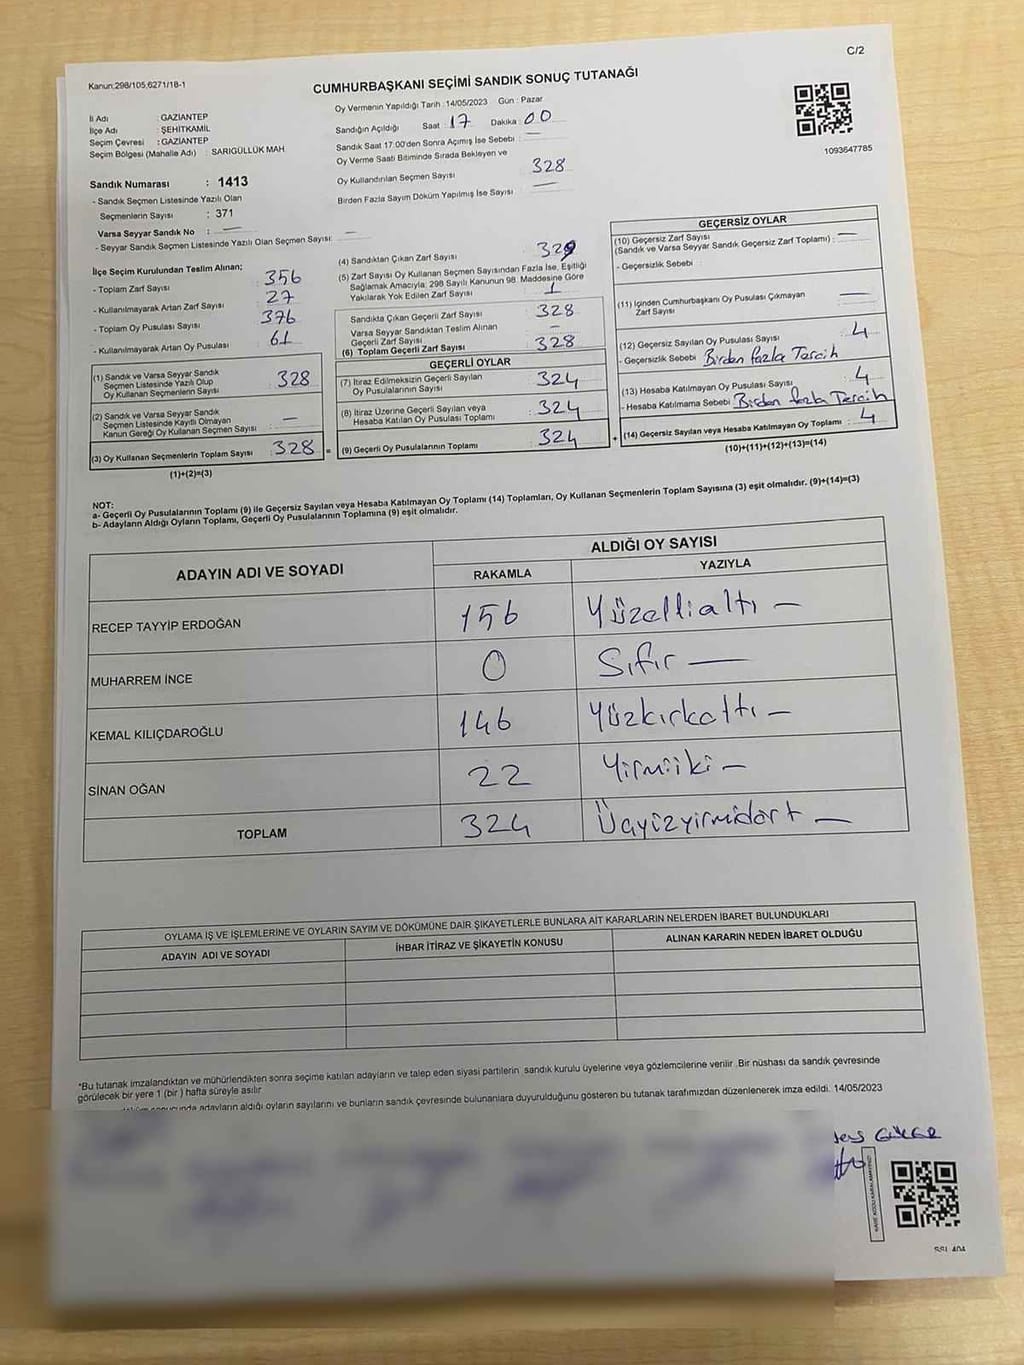 C/2
Kanun:298/105,6271/18-1
CUMHURBAŞKANI SEÇİMİ SANDIK SONUÇ TUTANAĞI
Oy Vermenin Yapıldığı Tarih :14/05/2023 Gün : Pazar
İl Adı : GAZİANTEP
İlçe Adı : ŞEHİTKAMİL
Seçim Çevresi : GAZİANTEP
Seçim Bölgesi (Mahalle Adı) : SARIGÜLLÜK MAH.
Sandığın Açıldığı Saat : 17 Dakika : 00
Sandık Saat 17:00'den Sonra Açımış İse Sebebi : —
Oy Verme Saati Bitiminde Sırada Bekleyen ve
Oy Kullandırılan Seçmen Sayısı 328
Birden Fazla Sayım Döküm Yapılmış İse Sayısı : —
1093647785
Sandık Numarası : 1413
- Sandık Seçmen Listesinde Yazılı Olan
Seçmenlerin Sayısı : 371
Varsa Seyyar Sandık No : —
- Seyyar Sandık Seçmen Listesinde Yazılı Olan Seçmen Sayısı: —
İlçe Seçim Kurulundan Teslim Alınan;
- Toplam Zarf Sayısı : 356
- Kullanılmayarak Artan Zarf Sayısı : 27
- Toplam Oy Pusulası Sayısı : 376
- Kullanılmayarak Artan Oy Pusulası : 61
(1) Sandık ve Varsa Seyyar Sandık
Seçmen Listesinde Yazılı Olup
Oy Kullanan Seçmenlerin Sayısı : 328
(2) Sandık ve Varsa Seyyar Sandık
Seçmen Listesinde Kayıtlı Olmayan
Kanun Gereği Oy Kullanan Seçmen Sayısı : —
(3) Oy Kullanan Seçmenlerin Toplam Sayısı : 328 =
(1)+(2)=(3)
(4) Sandıktan Çıkan Zarf Sayısı : 329
(5) Zarf Sayısı Oy Kullanan Seçmen Sayısından Fazla İse, Eşitliği
Sağlamak Amacıyla; 298 Sayılı Kanunun 98. Maddesine Göre
Yakılarak Yok Edilen Zarf Sayısı : 1
Sandıkta Çıkan Geçerli Zarf Sayısı : 328
Varsa Seyyar Sandıktan Teslim Alınan
Geçerli Zarf Sayısı : —
(6) Toplam Geçerli Zarf Sayısı : 328
GEÇERLİ OYLAR
(7) İtiraz Edilmeksizin Geçerli Sayılan
Oy Pusulalarının Sayısı : 324
(8) İtiraz Üzerine Geçerli Sayılan veya
Hesaba Katılan Oy Pusulası Toplamı : 324
(9) Geçerli Oy Pusulalarının Toplamı : 324 +
GEÇERSİZ OYLAR
(10) Geçersiz Zarf Sayısı
(Sandık ve Varsa Seyyar Sandık Geçersiz Zarf Toplamı) : —
- Geçersizlik Sebebi :
(11) İçinden Cumhurbaşkanı Oy Pusulası Çıkmayan
Zarf Sayısı : —
(12) Geçersiz Sayılan Oy Pusulası Sayısı : 4
- Geçersizlik Sebebi : Birden fazla Tercih
(13) Hesaba Katılmayan Oy Pusulası Sayısı : 4
- Hesaba Katılmama Sebebi : Birden fazla Tercih
(14) Geçersiz Sayılan veya Hesaba Katılmayan Oy Toplamı : 4
(10)+(11)+(12)+(13)=(14)
NOT:
a- Geçerli Oy Pusulalarının Toplamı (9) ile Geçersiz Sayılan veya Hesaba Katılmayan Oy Toplamı (14) Toplamları, Oy Kullanan Seçmenlerin Toplam Sayısına (3) eşit olmalıdır. (9)+(14)=(3)
b- Adayların Aldığı Oyların Toplamı, Geçerli Oy Pusulalarının Toplamına (9) eşit olmalıdır.
ADAYIN ADI VE SOYADI
ALDIĞI OY SAYISI
RAKAMLA YAZIYLA
RECEP TAYYİP ERDOĞAN 156 Yüzellialtı —
MUHARREM İNCE 0 Sıfır —
KEMAL KILIÇDAROĞLU 146 Yüzkırkaltı —
SİNAN OĞAN 22 Yirmiiki —
TOPLAM 324 Üçyüzyirmidört —
OYLAMA İŞ VE İŞLEMLERİNE VE OYLARIN SAYIM VE DÖKÜMÜNE DAİR ŞİKAYETLERLE BUNLARA AİT KARARLARIN NELERDEN İBARET BULUNDUKLARI
ADAYIN ADI VE SOYADI İHBAR İTİRAZ VE ŞİKAYETİN KONUSU ALINAN KARARIN NEDEN İBARET OLDUĞU
*Bu tutanak imzalandıktan ve mühürlendikten sonra seçime katılan adayların ve talep eden siyasi partilerin sandık kurulu üyelerine veya gözlemcilerine verilir. Bir nüshası da sandık çevresinde
görülecek bir yere 1 (bir ) hafta süreyle asılır
adayların aldığı oyların sayılarını ve bunların sandık çevresinde bulunanlara duyurulduğunu gösteren bu tutanak tarafımızdan düzenlenerek imza edildi. 14/05/2023
SSL 404